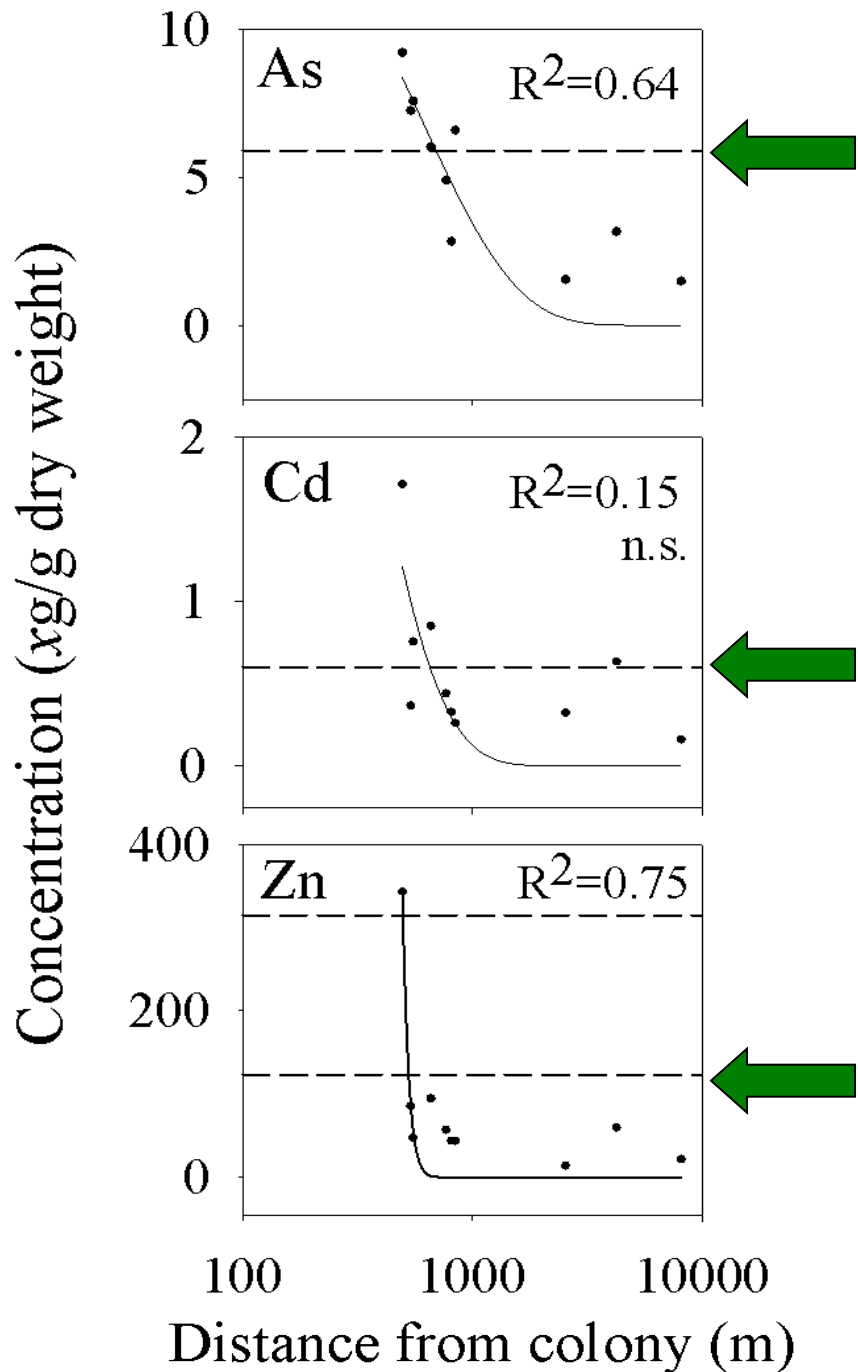 Concentration (xg/g dry weight)
10
5
0
As
R²=0.64
2
1
0
Cd
R²=0.15
n.s.
400
200
0
Zn
R²=0.75
100 1000 10000
Distance from colony (m)